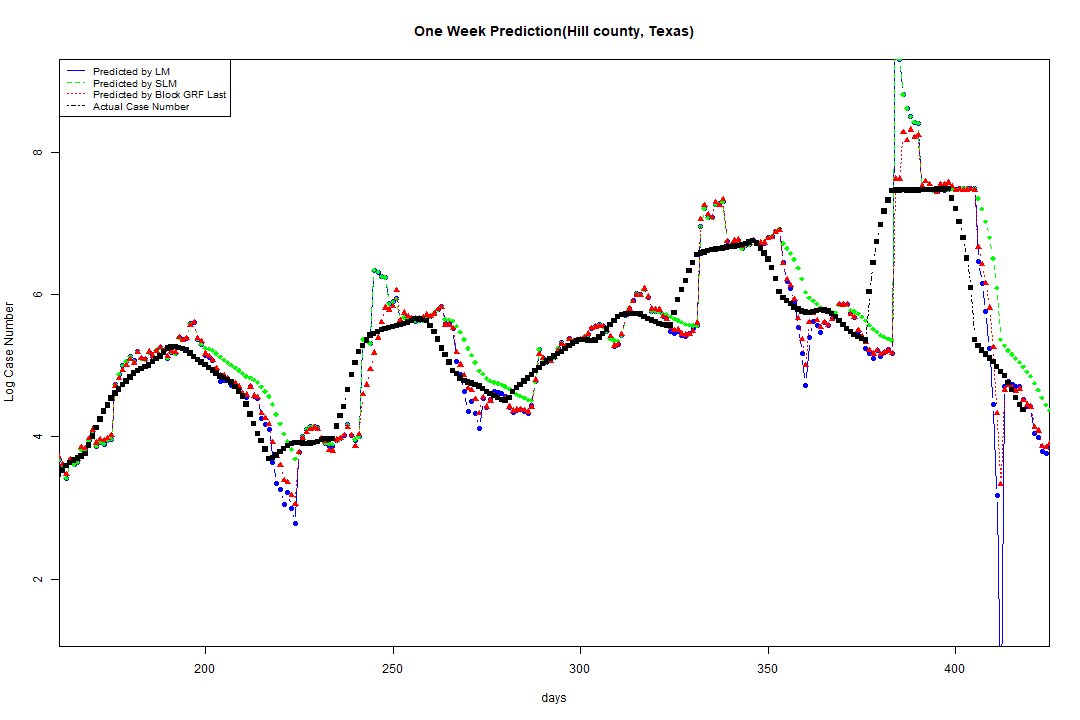 One Week Prediction(Hill county, Texas)
Predicted by LM
Predicted by SLM
Predicted by Block GRF Last
Actual Case Number
8
6
4
2
Log Case Number
200 250 300 350 400
days